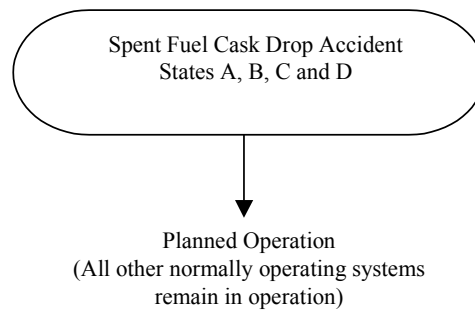 Spent Fuel Cask Drop Accident
States A, B, C and D
Planned Operation
(All other normally operating systems
remain in operation)